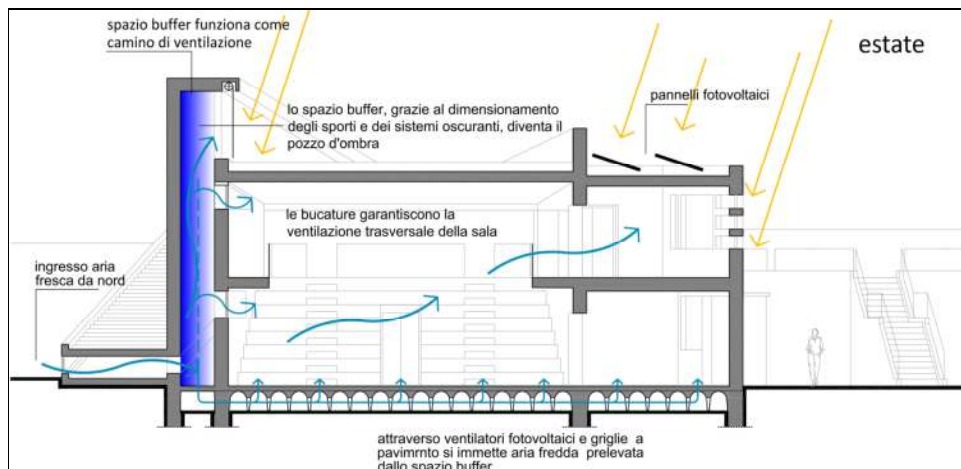 spazio buffer funziona come
camino di ventilazione
estate
pannelli fotovoltaici
lo spazio buffer, grazie al dimensionamento
degli sporti e dei sistemi oscuranti, diventa il
pozzo d'ombra
le bucature garantiscono la
ventilazione trasversale della sala
ingresso aria
fresca da nord
attraverso ventilatori fotovoltaici e griglie a
pavimrnto si immette aria fredda prelevata
dallo spazio buffer